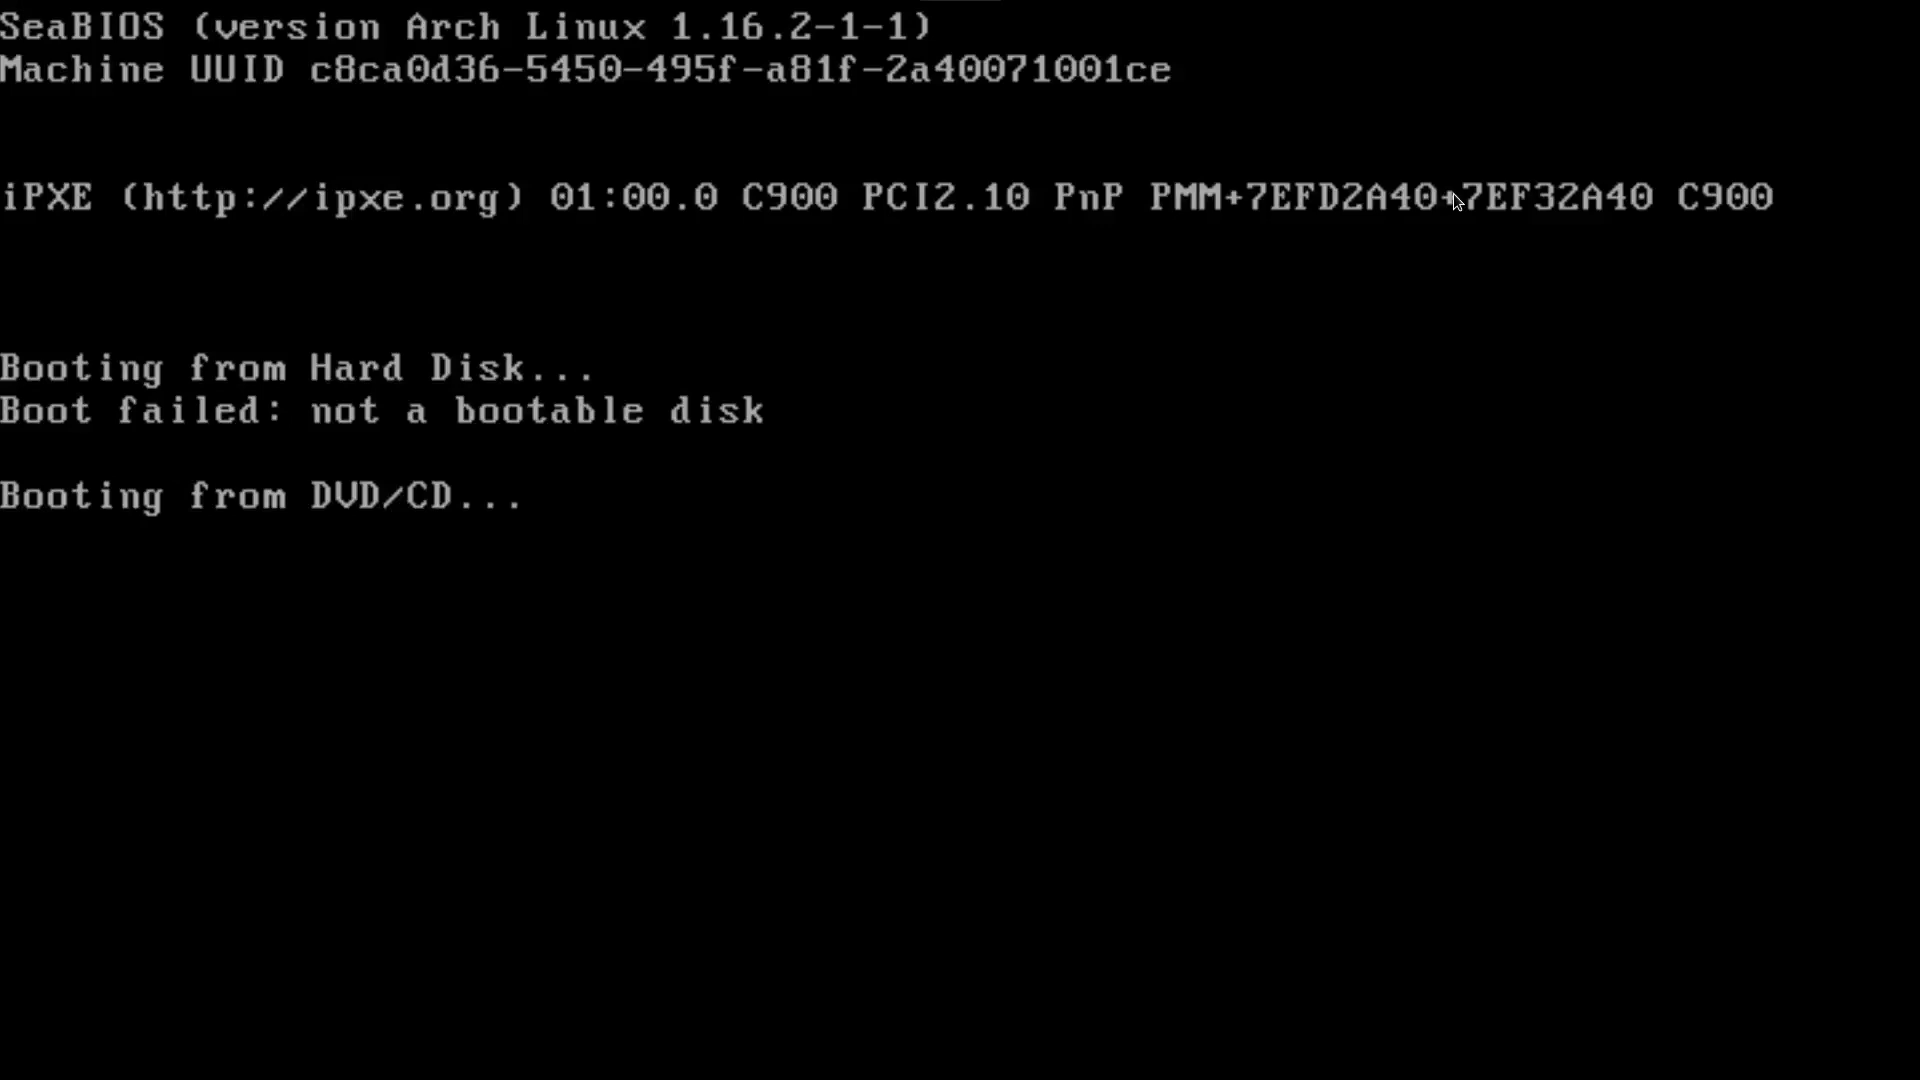 SeaBIOS (version Arch Linux 1.16.2-1-1)
Machine UUID c8ca0d36-5450-495f-a81f-2a40071001ce
iPXE (http://ipxe.org) 01:00.0 C900 PCI2.10 PnP PMM+7EFD2A40+7EF32A40 C900
Booting from Hard Disk...
Boot failed: not a bootable disk
Booting from DVD/CD...